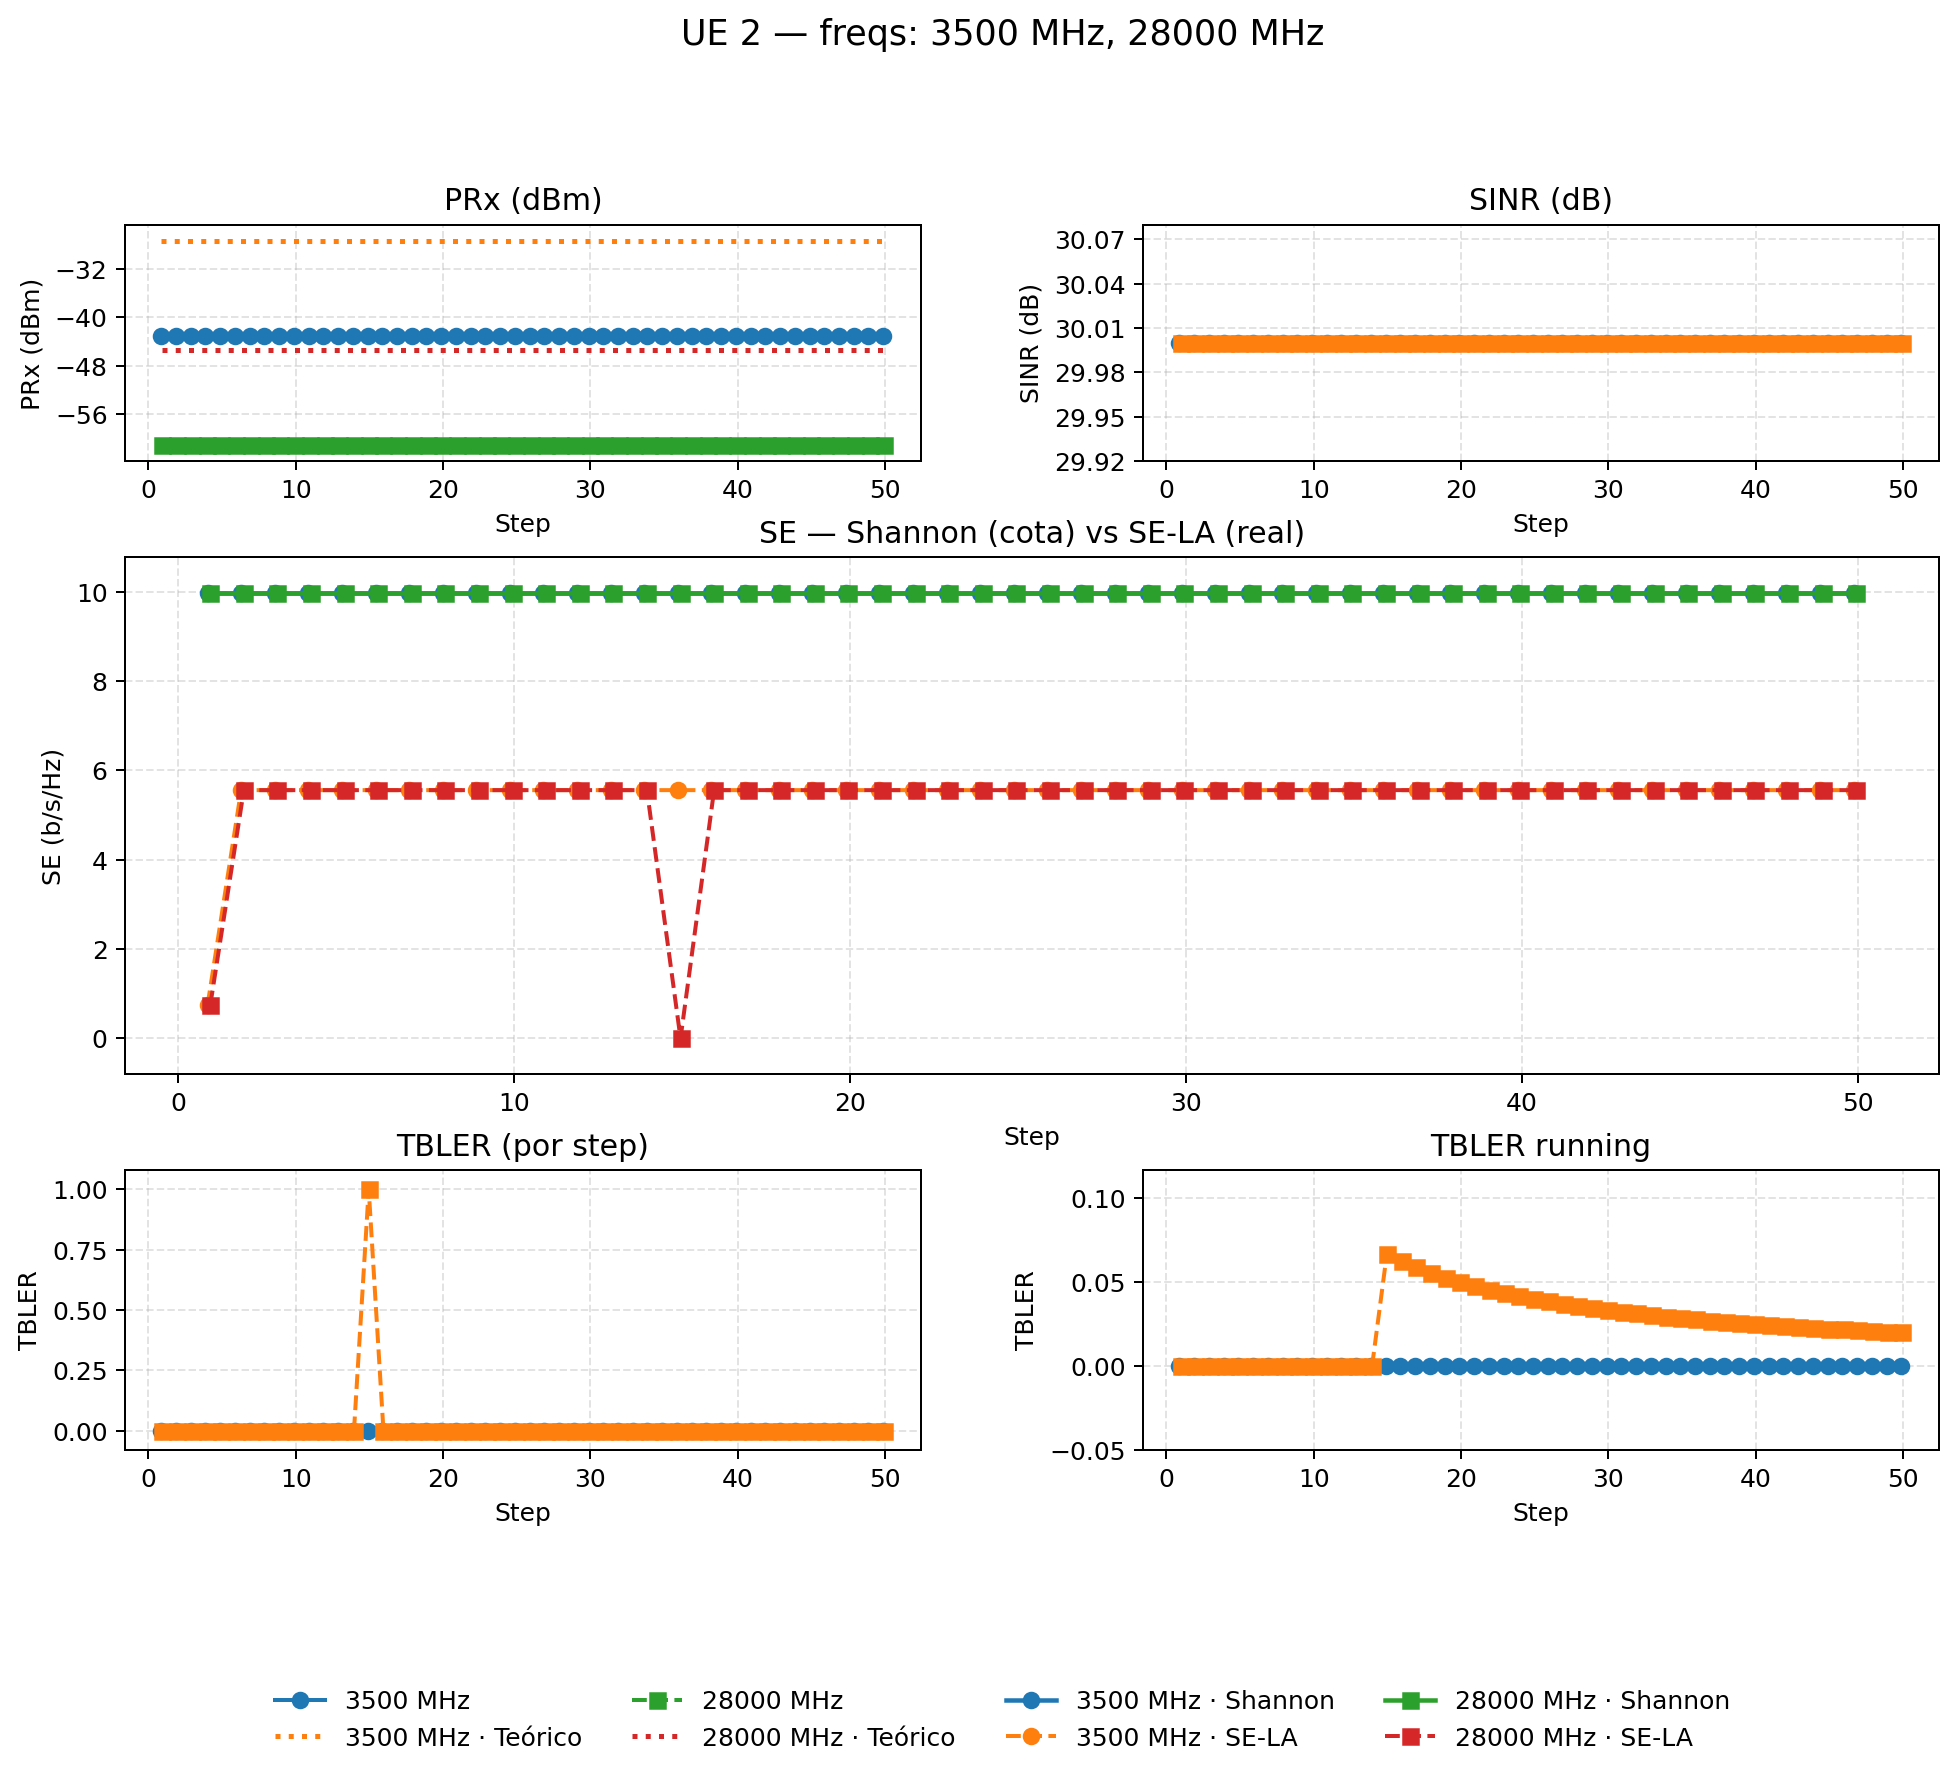 UE 2 — freqs: 3500 MHz, 28000 MHz
PRx (dBm)
PRx (dBm)
−32
−40
−48
−56
0 10 20 30 40 50
Step
SINR (dB)
SINR (dB)
30.07
30.04
30.01
29.98
29.95
29.92
0 10 20 30 40 50
Step
SE — Shannon (cota) vs SE-LA (real)
SE (b/s/Hz)
10
8
6
4
2
0
0 10 20 30 40 50
Step
TBLER (por step)
TBLER
1.00
0.75
0.50
0.25
0.00
0 10 20 30 40 50
Step
TBLER running
TBLER
0.10
0.05
0.00
−0.05
0 10 20 30 40 50
Step
3500 MHz 28000 MHz 3500 MHz · Shannon 28000 MHz · Shannon
3500 MHz · Teórico 28000 MHz · Teórico 3500 MHz · SE-LA 28000 MHz · SE-LA